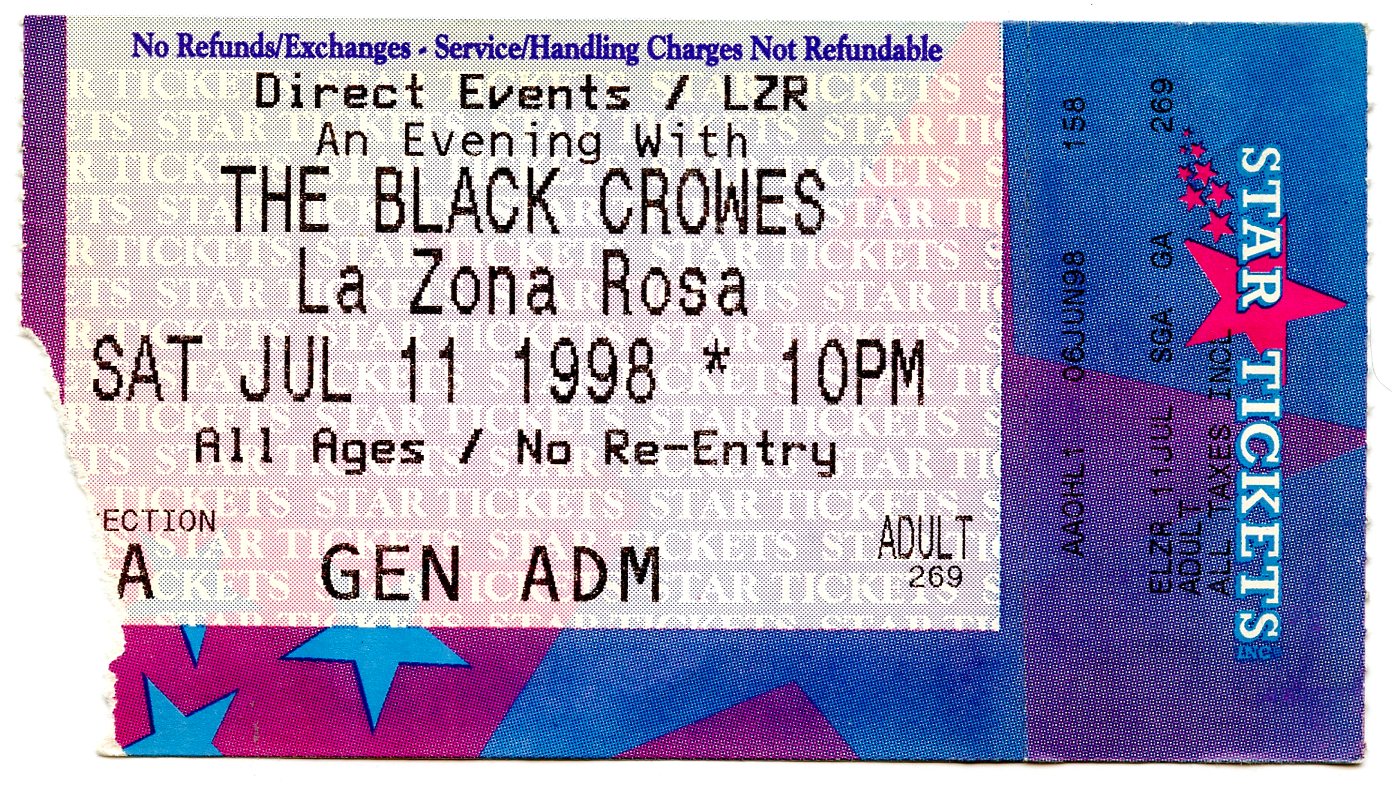 No Refunds/Exchanges - Service/Handling Charges Not Refundable
Direct Events / LZR
An Evening With
THE BLACK CROWES
La Zona Rosa
SAT JUL 11 1998 * 10PM
All Ages / No Re-Entry
ECTION
A GEN ADM
ADULT
269
AAOHL1 06JUN98 158
ELZR 11JUL SGA GA 269
ADULT
ALL TAXES INCL
STAR TICKETS
INC